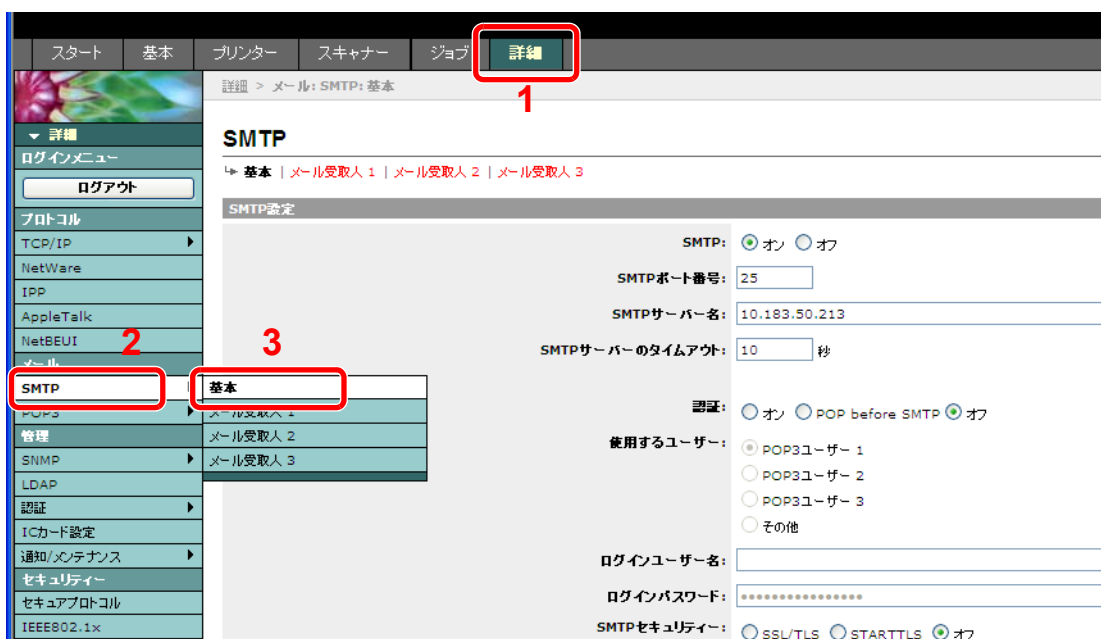 スタート 基本 プリンター スキャナー ジョブ 詳細
詳細 > メール: SMTP: 基本
1
詳細
SMTP
ログインメニュー
基本 | メール受取人 1 | メール受取人 2 | メール受取人 3
ログアウト
SMTP設定
プロトコル
TCP/IP
SMTP: オン オフ
NetWare
SMTPポート番号: 25
IPP
AppleTalk
SMTPサーバー名: 10.183.50.213
NetBEUI
2
3
SMTPサーバーのタイムアウト: 10 秒
メール
SMTP
基本
POP3
メール受取人 1
認証: オン POP before SMTP オフ
管理
メール受取人 2
使用するユーザー: POP3ユーザー 1
SNMP
メール受取人 3
POP3ユーザー 2
LDAP
POP3ユーザー 3
認証
その他
ICカード設定
通知/メンテナンス
ログインユーザー名:
セキュリティー
セキュアプロトコル
ログインパスワード: ●●●●●●●●●●●●●●●●
IEEE802.1x
SMTPセキュリティー: SSL/TLS STARTTLS オフ